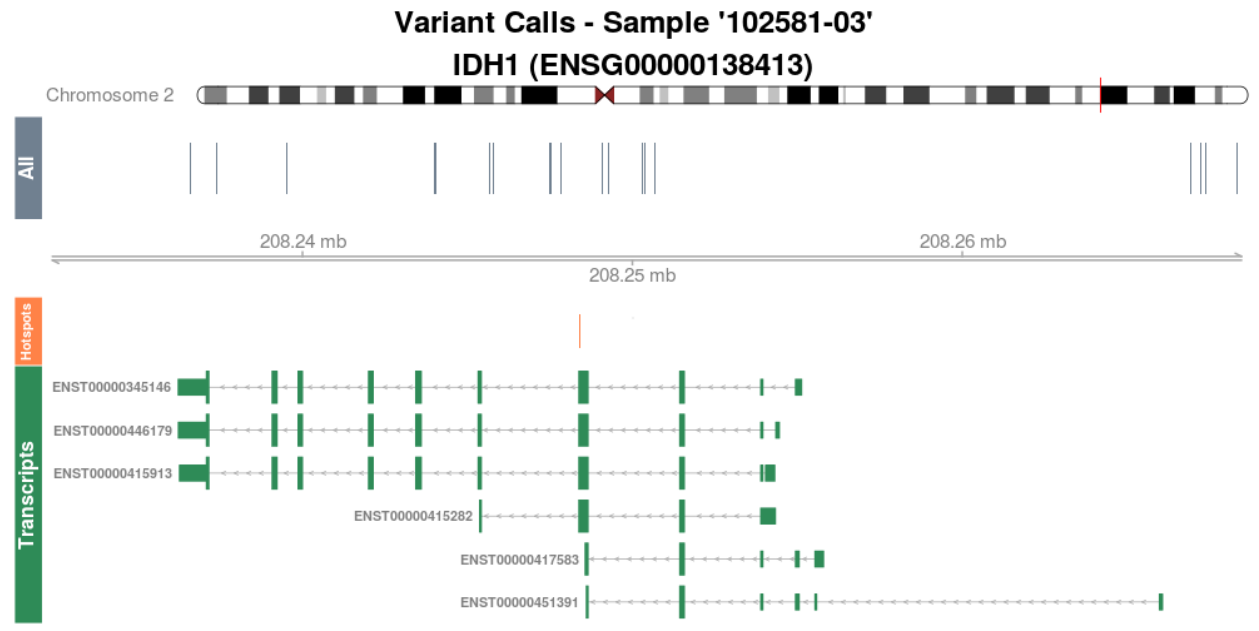 Variant Calls - Sample '102581-03'
IDH1 (ENSG00000138413)
Chromosome 2
All
208.24 mb
208.26 mb
208.25 mb
Hotspots
Transcripts
ENST00000345146
ENST00000446179
ENST00000415913
ENST00000415282
ENST00000417583
ENST00000451391